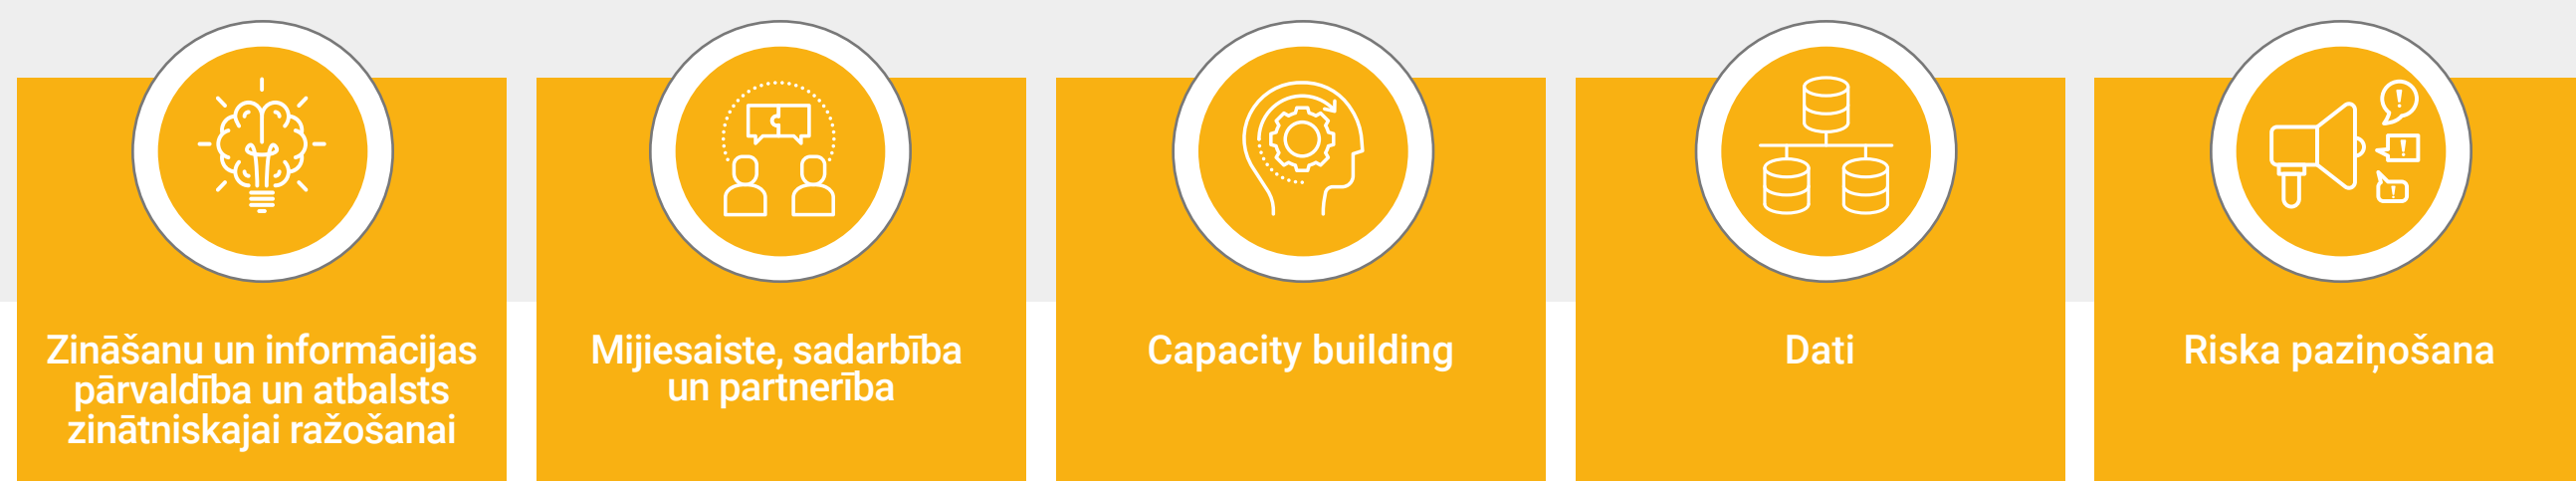 Zināšanu un informācijas
pārvaldība un atbalsts
zinātniskajai ražošanai
Mijiesaiste, sadarbība
un partnerība
Capacity building
Dati
Riska paziņošana